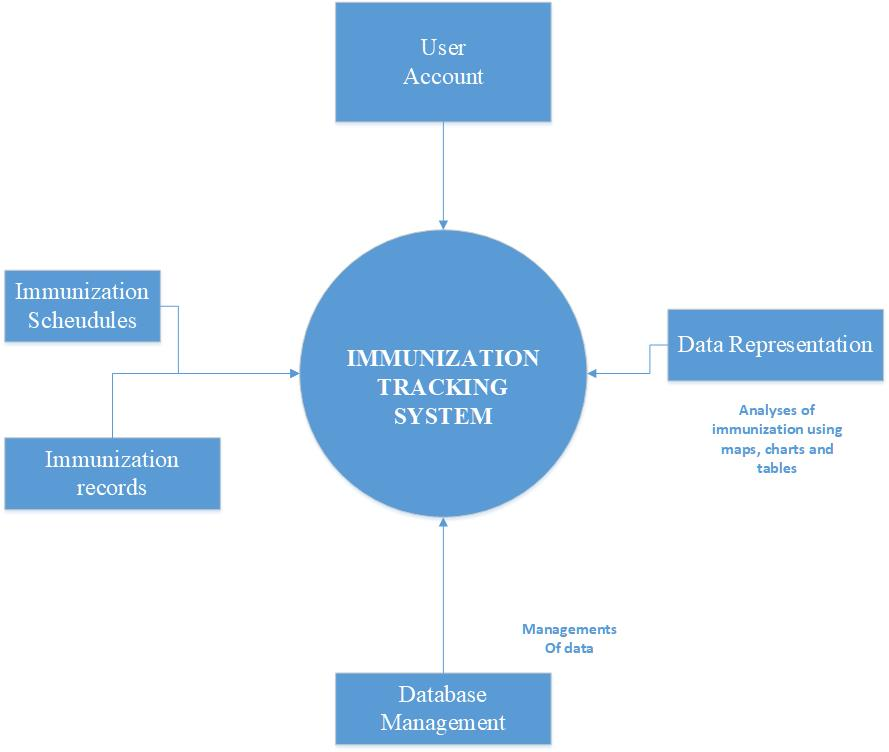 User
Account
Immunization
Scheudules
IMMUNIZATION
TRACKING
SYSTEM
Data Representation
Analyses of
immunization using
maps, charts and
tables
Immunization
records
Managements
Of data
Database
Management